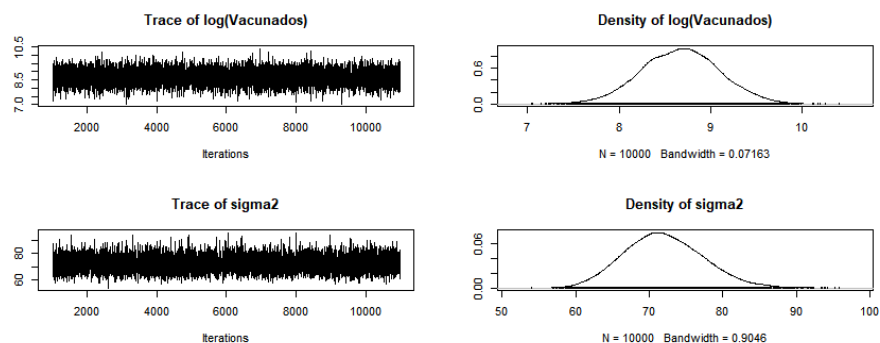 Trace of log(Vacunados)
7.0 8.5 10.5
2000 4000 6000 8000 10000
Iterations
Density of log(Vacunados)
0.0 0.6
7 8 9 10
N = 10000 Bandwidth = 0.07163
Trace of sigma2
60 80
2000 4000 6000 8000 10000
Iterations
Density of sigma2
0.00 0.06
50 60 70 80 90 100
N = 10000 Bandwidth = 0.9046